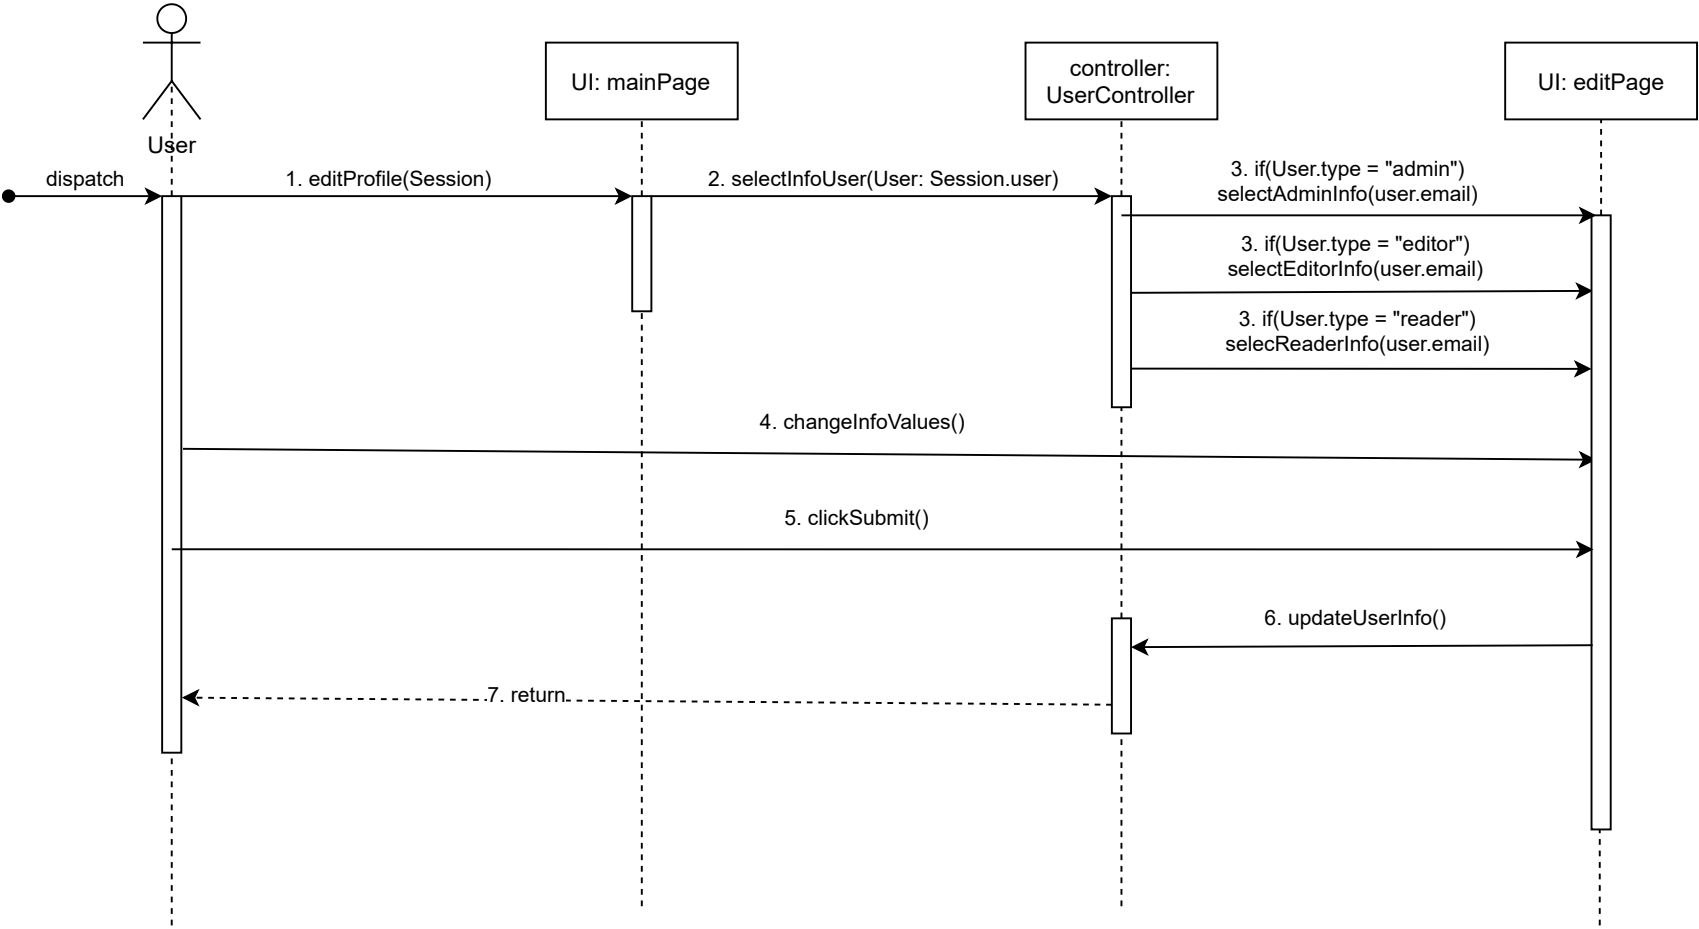 User
UI: mainPage
controller:
UserController
UI: editPage
dispatch
1. editProfile(Session)
2. selectInfoUser(User: Session.user)
3. if(User.type = "admin")
selectAdminInfo(user.email)
3. if(User.type = "editor")
selectEditorInfo(user.email)
3. if(User.type = "reader")
selecReaderInfo(user.email)
4. changeInfoValues()
5. clickSubmit()
6. updateUserInfo()
7. return